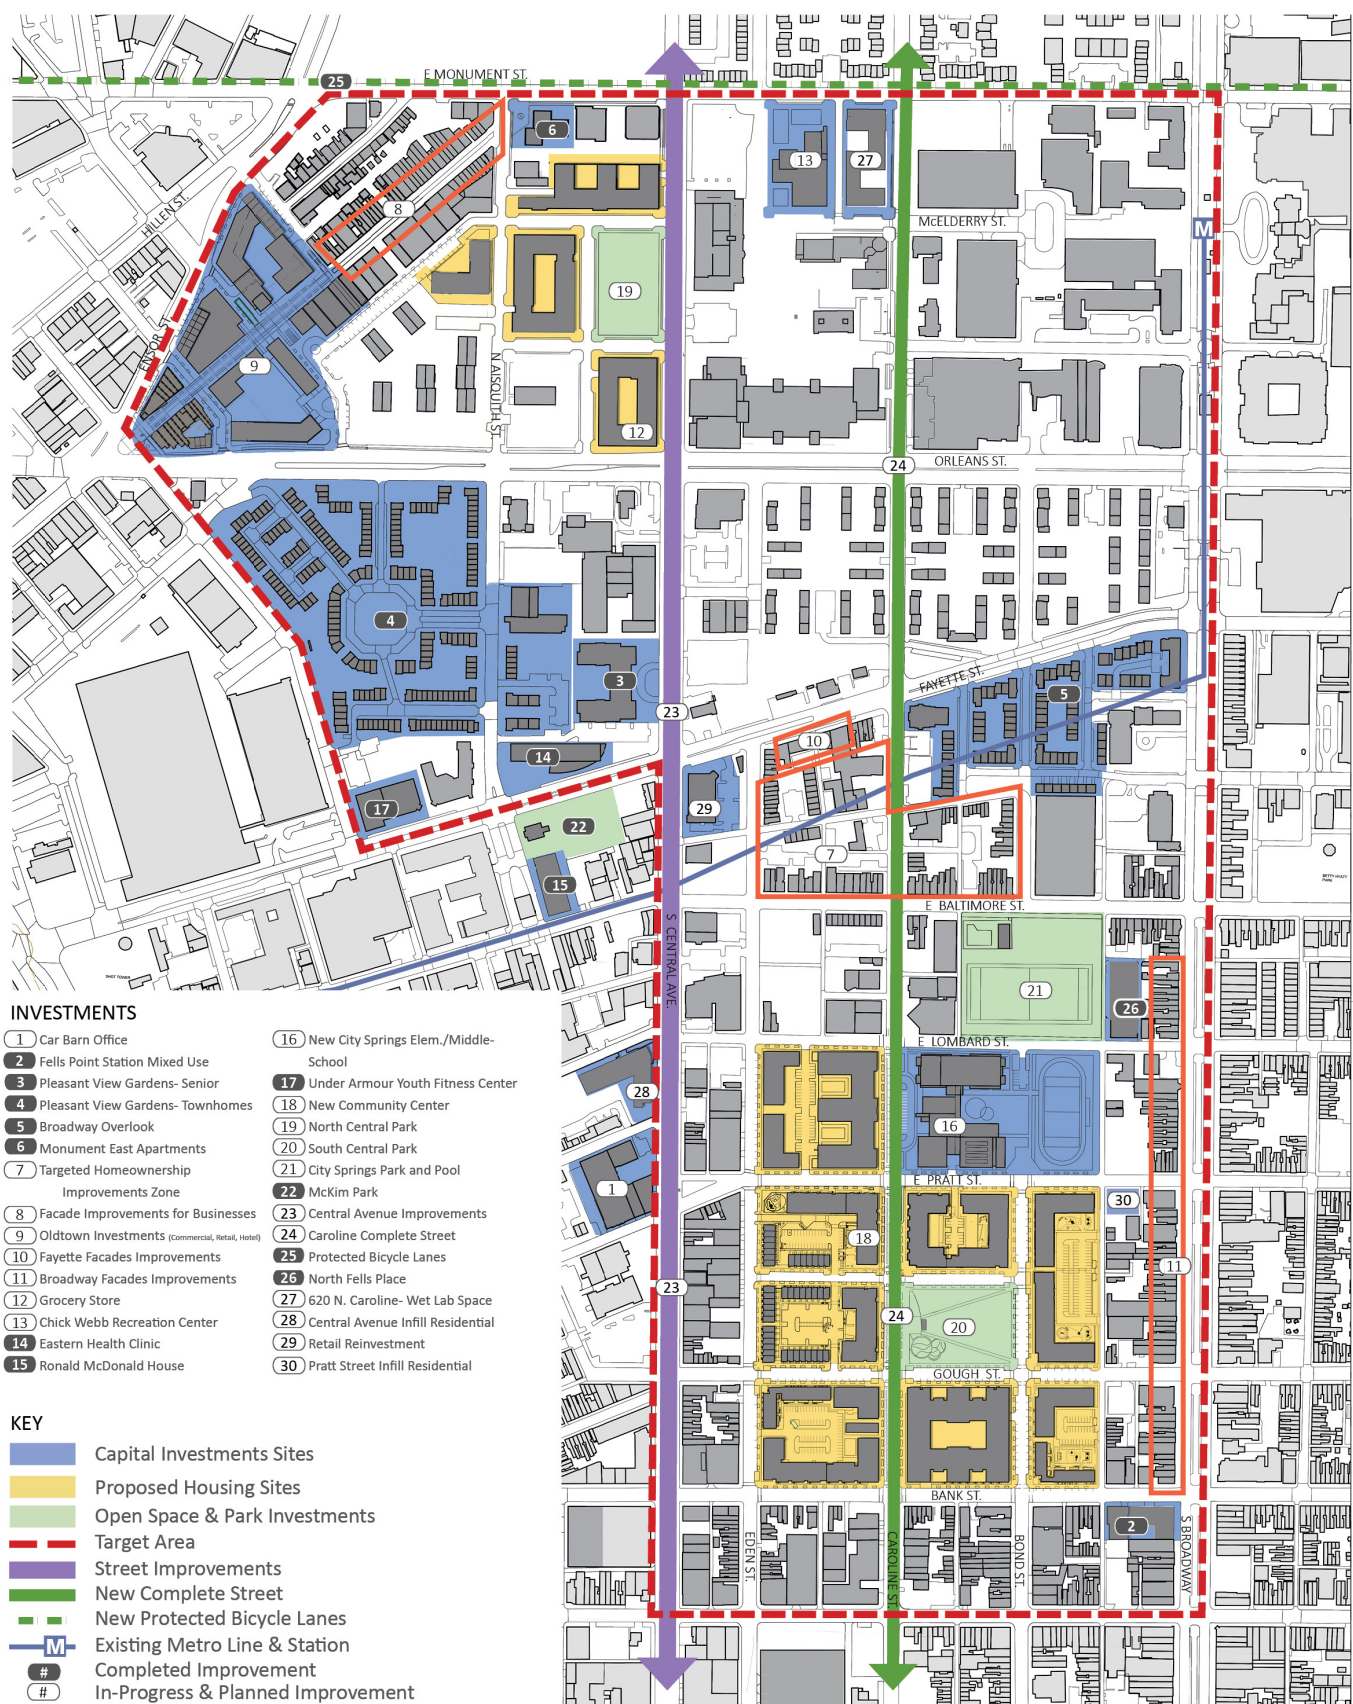 E MONUMENT ST.
25
6
13
27
HILLEN ST.
8
McELDERRY ST.
M
19
ENSOR ST.
9
N AISQUITH ST.
12
ORLEANS ST.
24
4
3
FAYETTE ST.
5
23
10
14
17
29
22
7
15
BETTY HYATT
PARK
E BALTIMORE ST.
S CENTRAL AVE.
SHOT TOWER
21
26
E LOMBARD ST.
28
16
1
E PRATT ST.
30
18
11
23
24
20
GOUGH ST.
BANK ST.
2
EDEN ST.
CAROLINE ST.
BOND ST.
S BROADWAY
INVESTMENTS
1 Car Barn Office
2 Fells Point Station Mixed Use
3 Pleasant View Gardens- Senior
4 Pleasant View Gardens- Townhomes
5 Broadway Overlook
6 Monument East Apartments
7 Targeted Homeownership
Improvements Zone
8 Facade Improvements for Businesses
9 Oldtown Investments (Commercial, Retail, Hotel)
10 Fayette Facades Improvements
11 Broadway Facades Improvements
12 Grocery Store
13 Chick Webb Recreation Center
14 Eastern Health Clinic
15 Ronald McDonald House
16 New City Springs Elem./Middle-
School
17 Under Armour Youth Fitness Center
18 New Community Center
19 North Central Park
20 South Central Park
21 City Springs Park and Pool
22 McKim Park
23 Central Avenue Improvements
24 Caroline Complete Street
25 Protected Bicycle Lanes
26 North Fells Place
27 620 N. Caroline- Wet Lab Space
28 Central Avenue Infill Residential
29 Retail Reinvestment
30 Pratt Street Infill Residential
KEY
Capital Investments Sites
Proposed Housing Sites
Open Space & Park Investments
Target Area
Street Improvements
New Complete Street
New Protected Bicycle Lanes
M Existing Metro Line & Station
# Completed Improvement
# In-Progress & Planned Improvement